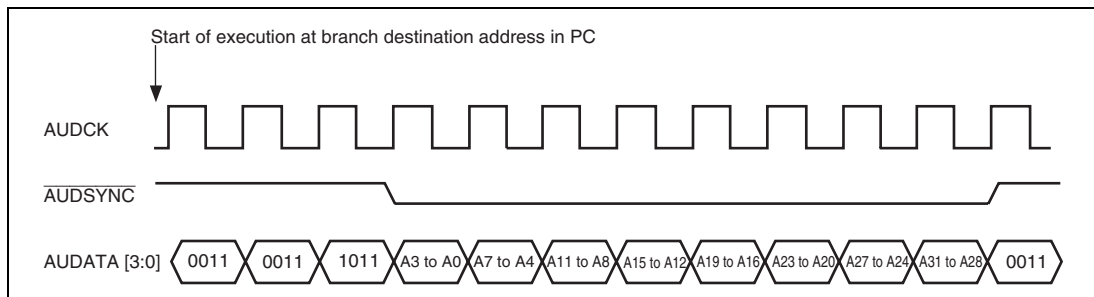 Start of execution at branch destination address in PC
AUDCK
AUDSYNC
AUDATA [3:0] 0011 0011 1011 A3 to A0 A7 to A4 A11 to A8 A15 to A12 A19 to A16 A23 to A20 A27 to A24 A31 to A28 0011